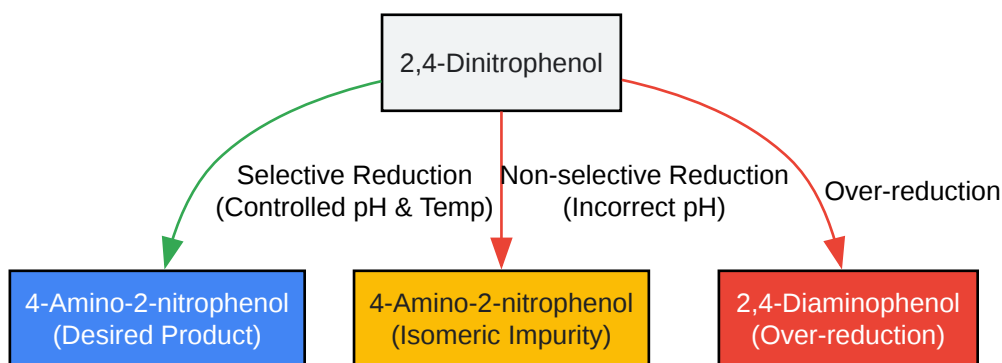 2,4-Dinitrophenol
Selective Reduction
(Controlled pH & Temp)
Non-selective Reduction
(Incorrect pH)
Over-reduction
4-Amino-2-nitrophenol
(Desired Product)
4-Amino-2-nitrophenol
(Isomeric Impurity)
2,4-Diaminophenol
(Over-reduction)